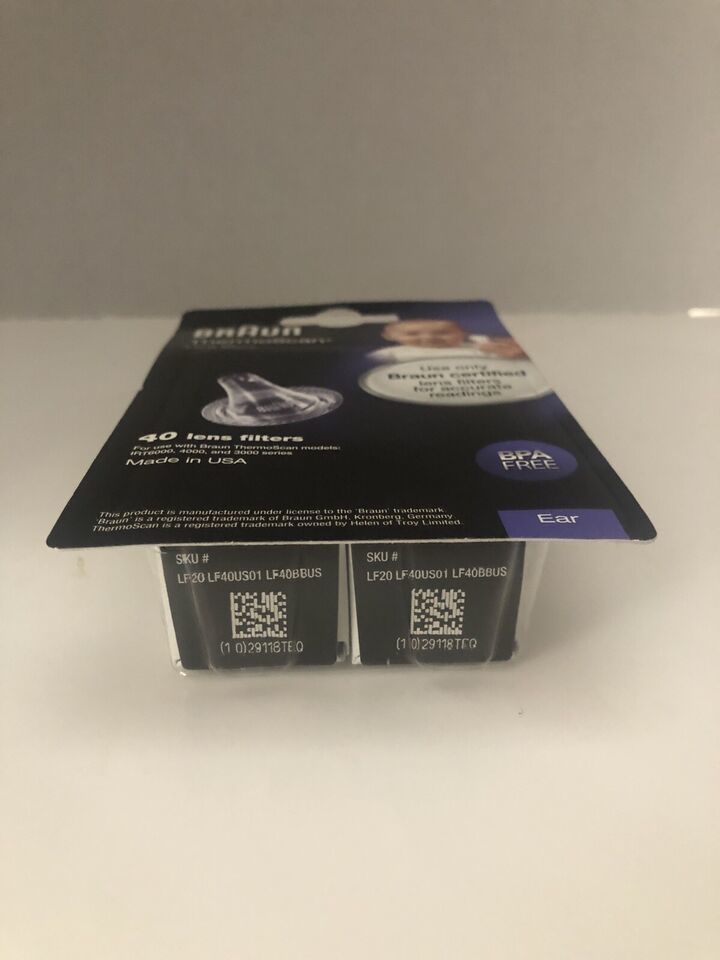 BRAUN
ThermoScan®
Use only
Braun certified
lens filters
for accurate
readings
40 lens filters
For use with Braun ThermoScan models:
IRT6000, 4000, and 3000 series
Made in USA
BPA
FREE
This product is manufactured under license to the 'Braun' trademark
'Braun' is a registered trademark of Braun GmbH, Kronberg, Germany
ThermoScan is a registered trademark owned by Helen of Troy Limited.
Ear
SKU #
LF20 LF40US01 LF40BBUS
(10)29118TEQ
SKU #
LF20 LF40US01 LF40BBUS
(10)29118TEQ